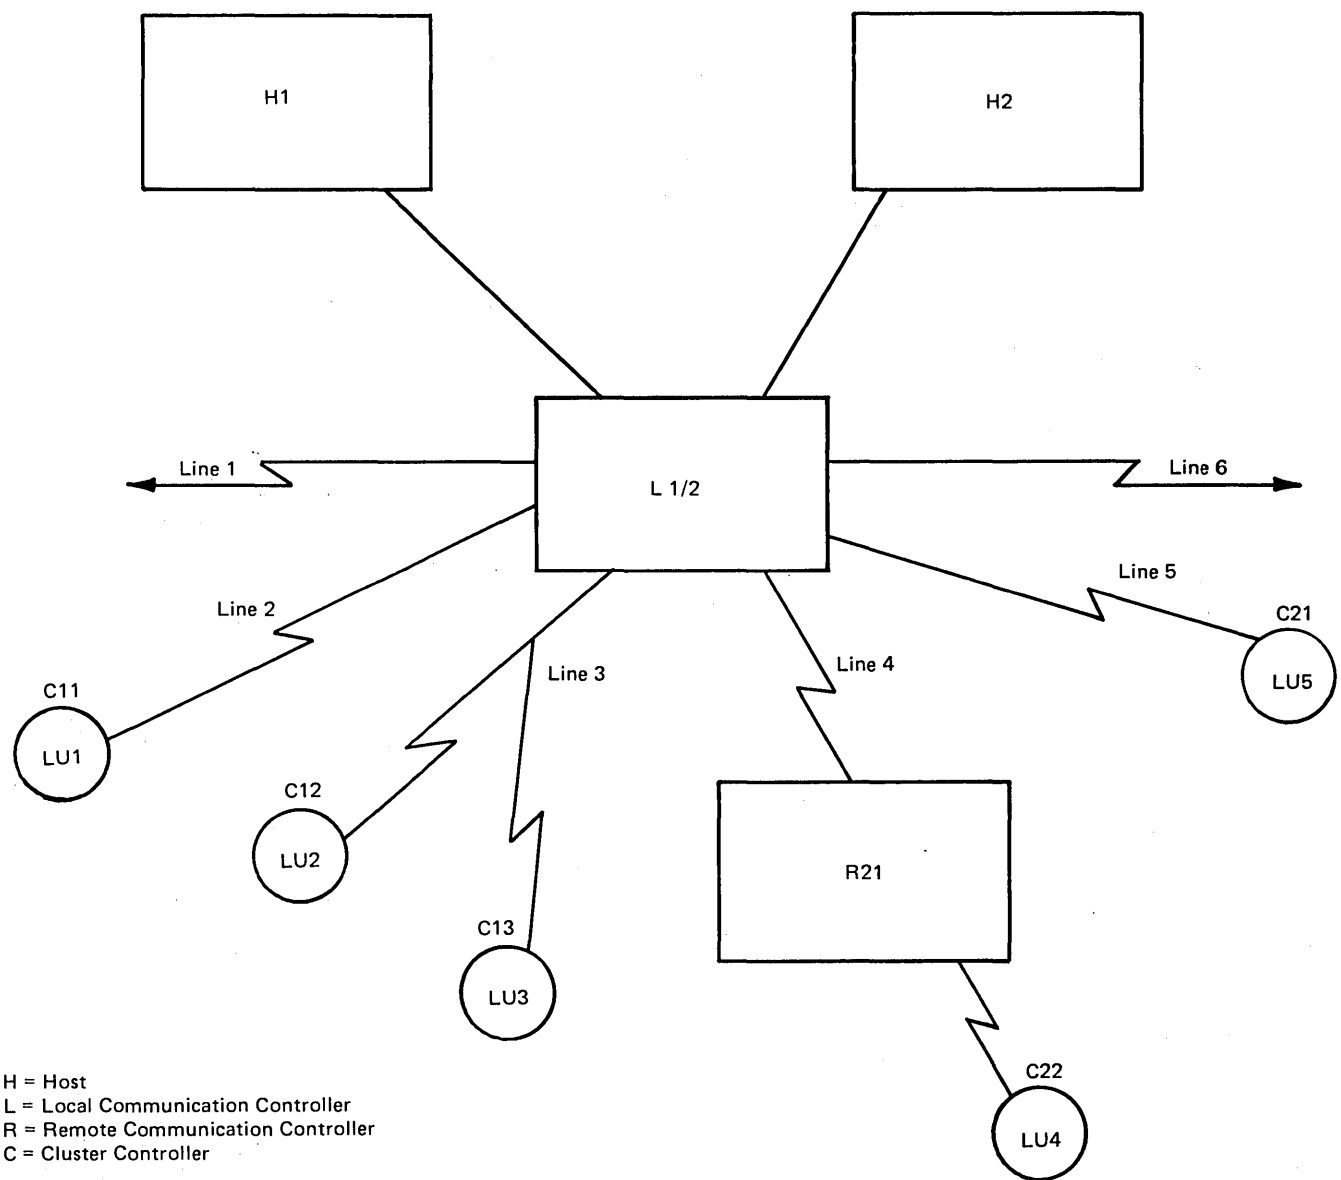 H1
H2
Line 1
Line 6
L 1/2
Line 5
Line 2
C21
Line 4
Line 3
LU5
C11
LU1
C12
LU2
R21
C13
LU3
C22
LU4
H = Host
L = Local Communication Controller
R = Remote Communication Controller
C = Cluster Controller